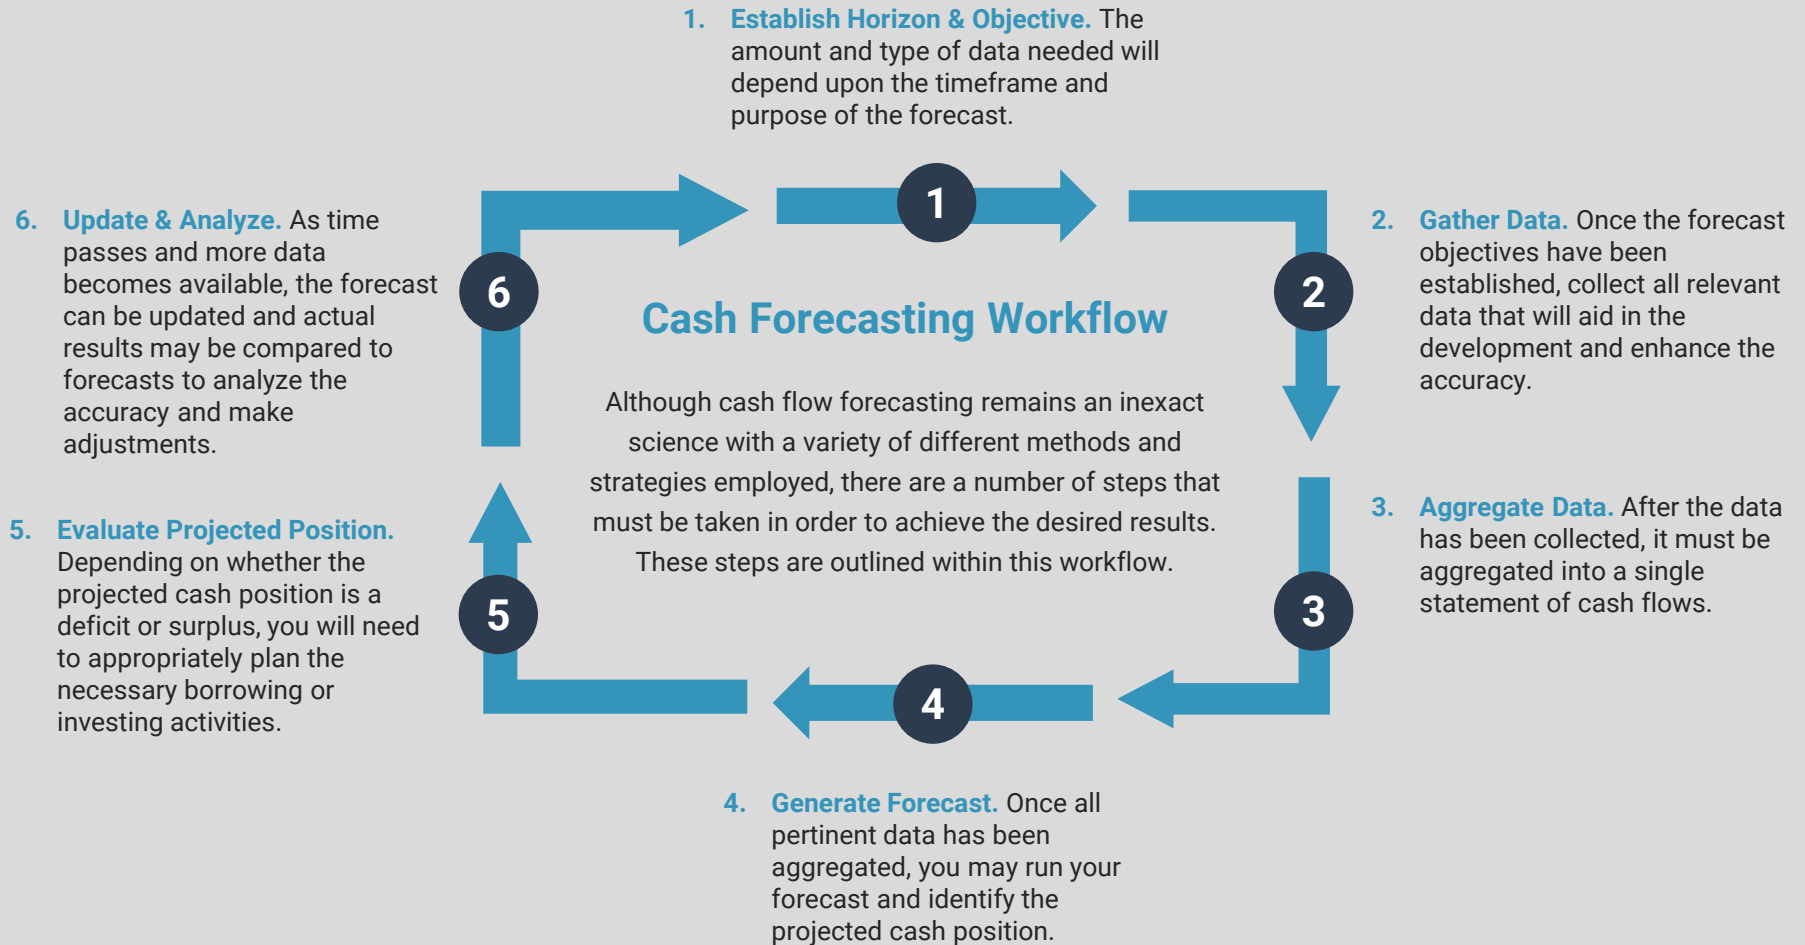 1. Establish Horizon & Objective. The
amount and type of data needed will
depend upon the timeframe and
purpose of the forecast.
1
2
2. Gather Data. Once the forecast
objectives have been
established, collect all relevant
data that will aid in the
development and enhance the
accuracy.
3
3. Aggregate Data. After the data
has been collected, it must be
aggregated into a single
statement of cash flows.
4
4. Generate Forecast. Once all
pertinent data has been
aggregated, you may run your
forecast and identify the
projected cash position.
5
5. Evaluate Projected Position.
Depending on whether the
projected cash position is a
deficit or surplus, you will need
to appropriately plan the
necessary borrowing or
investing activities.
6
6. Update & Analyze. As time
passes and more data
becomes available, the forecast
can be updated and actual
results may be compared to
forecasts to analyze the
accuracy and make
adjustments.
Cash Forecasting Workflow
Although cash flow forecasting remains an inexact
science with a variety of different methods and
strategies employed, there are a number of steps that
must be taken in order to achieve the desired results.
These steps are outlined within this workflow.